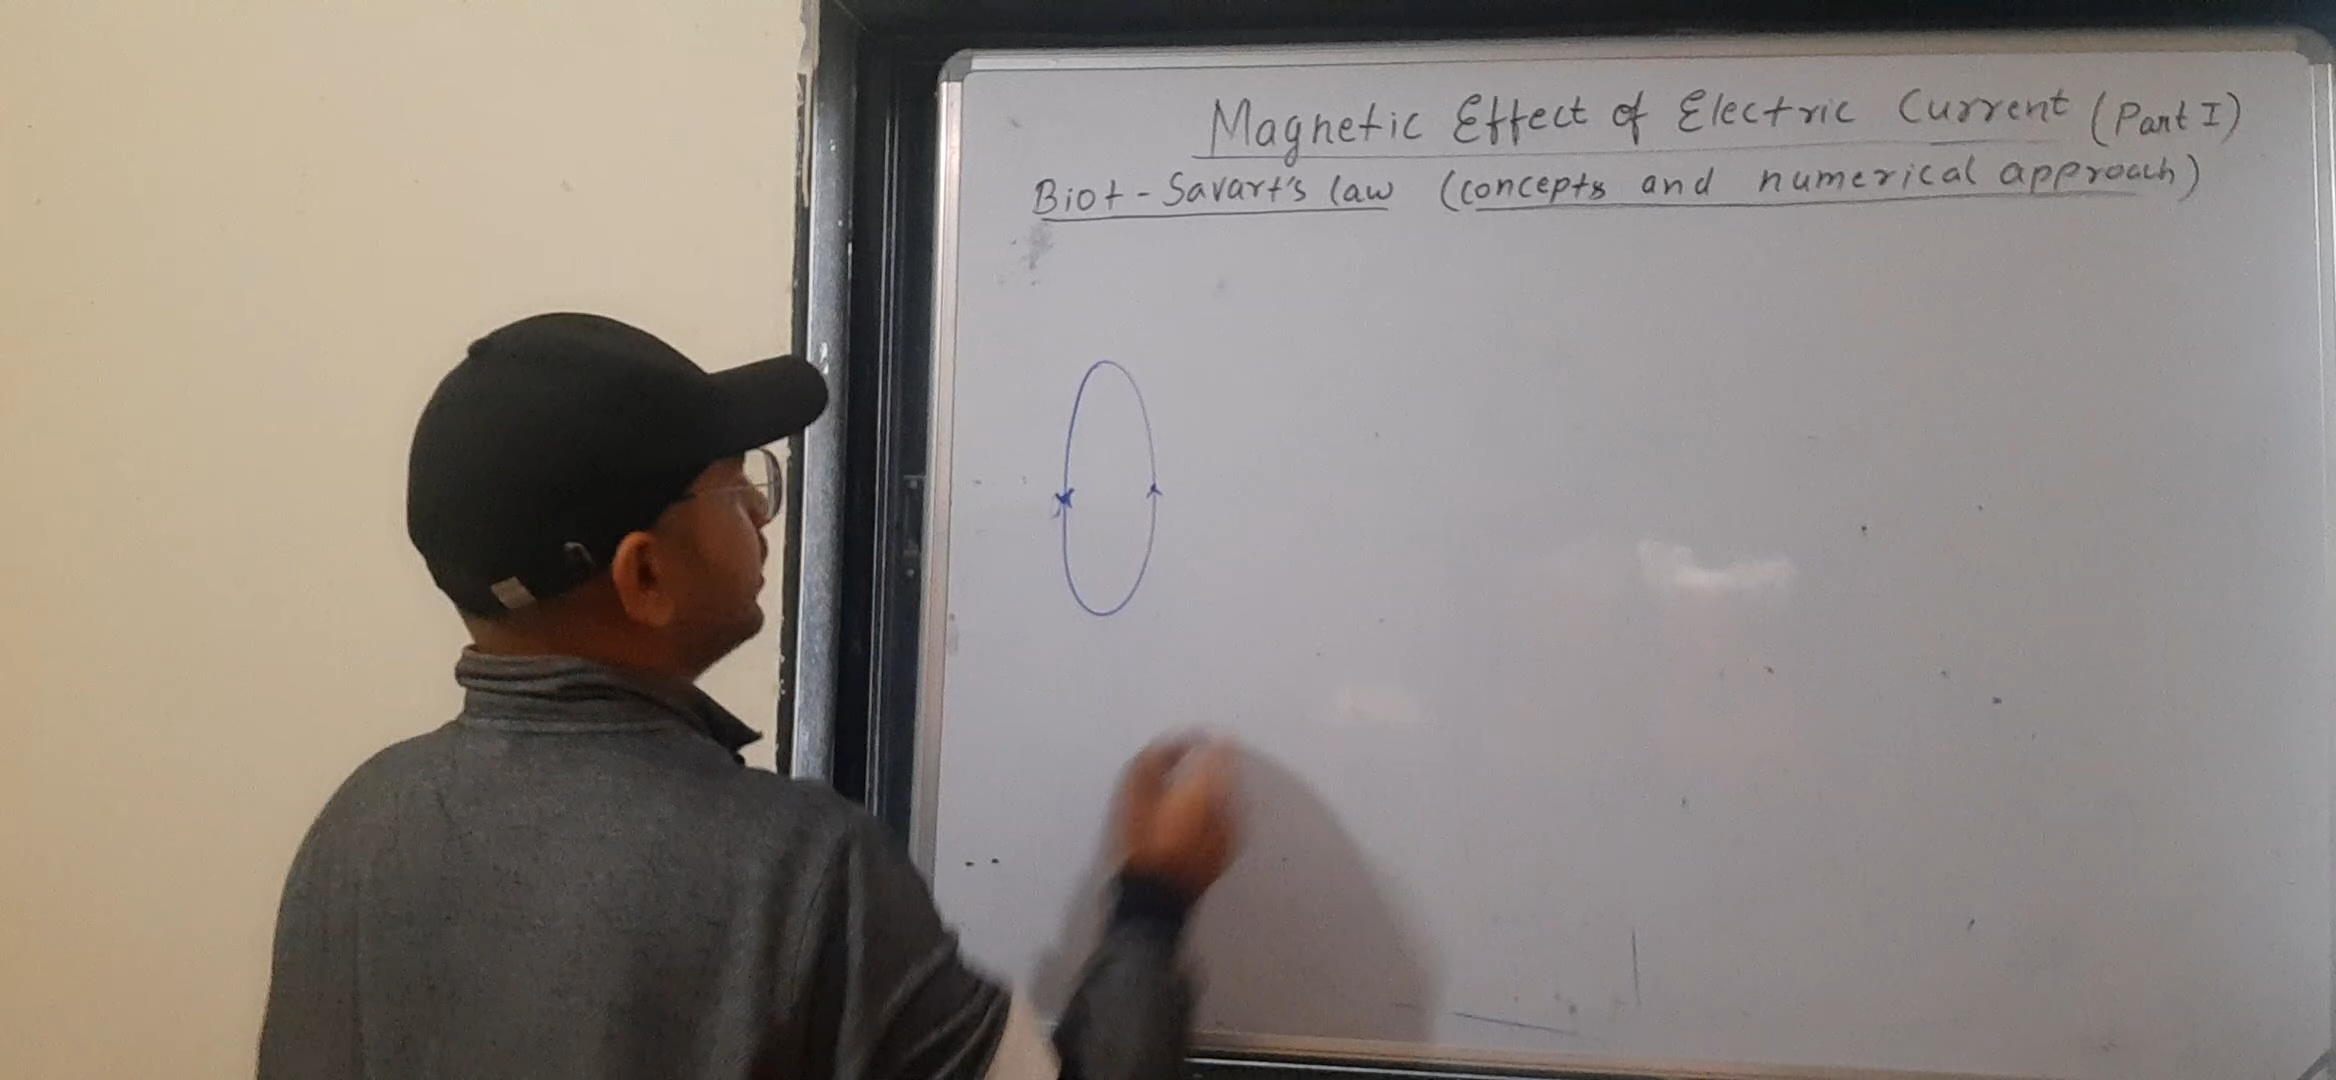 Magnetic Effect of Electric Current (Part I)
Biot-Savart's law (concepts and numerical approach)